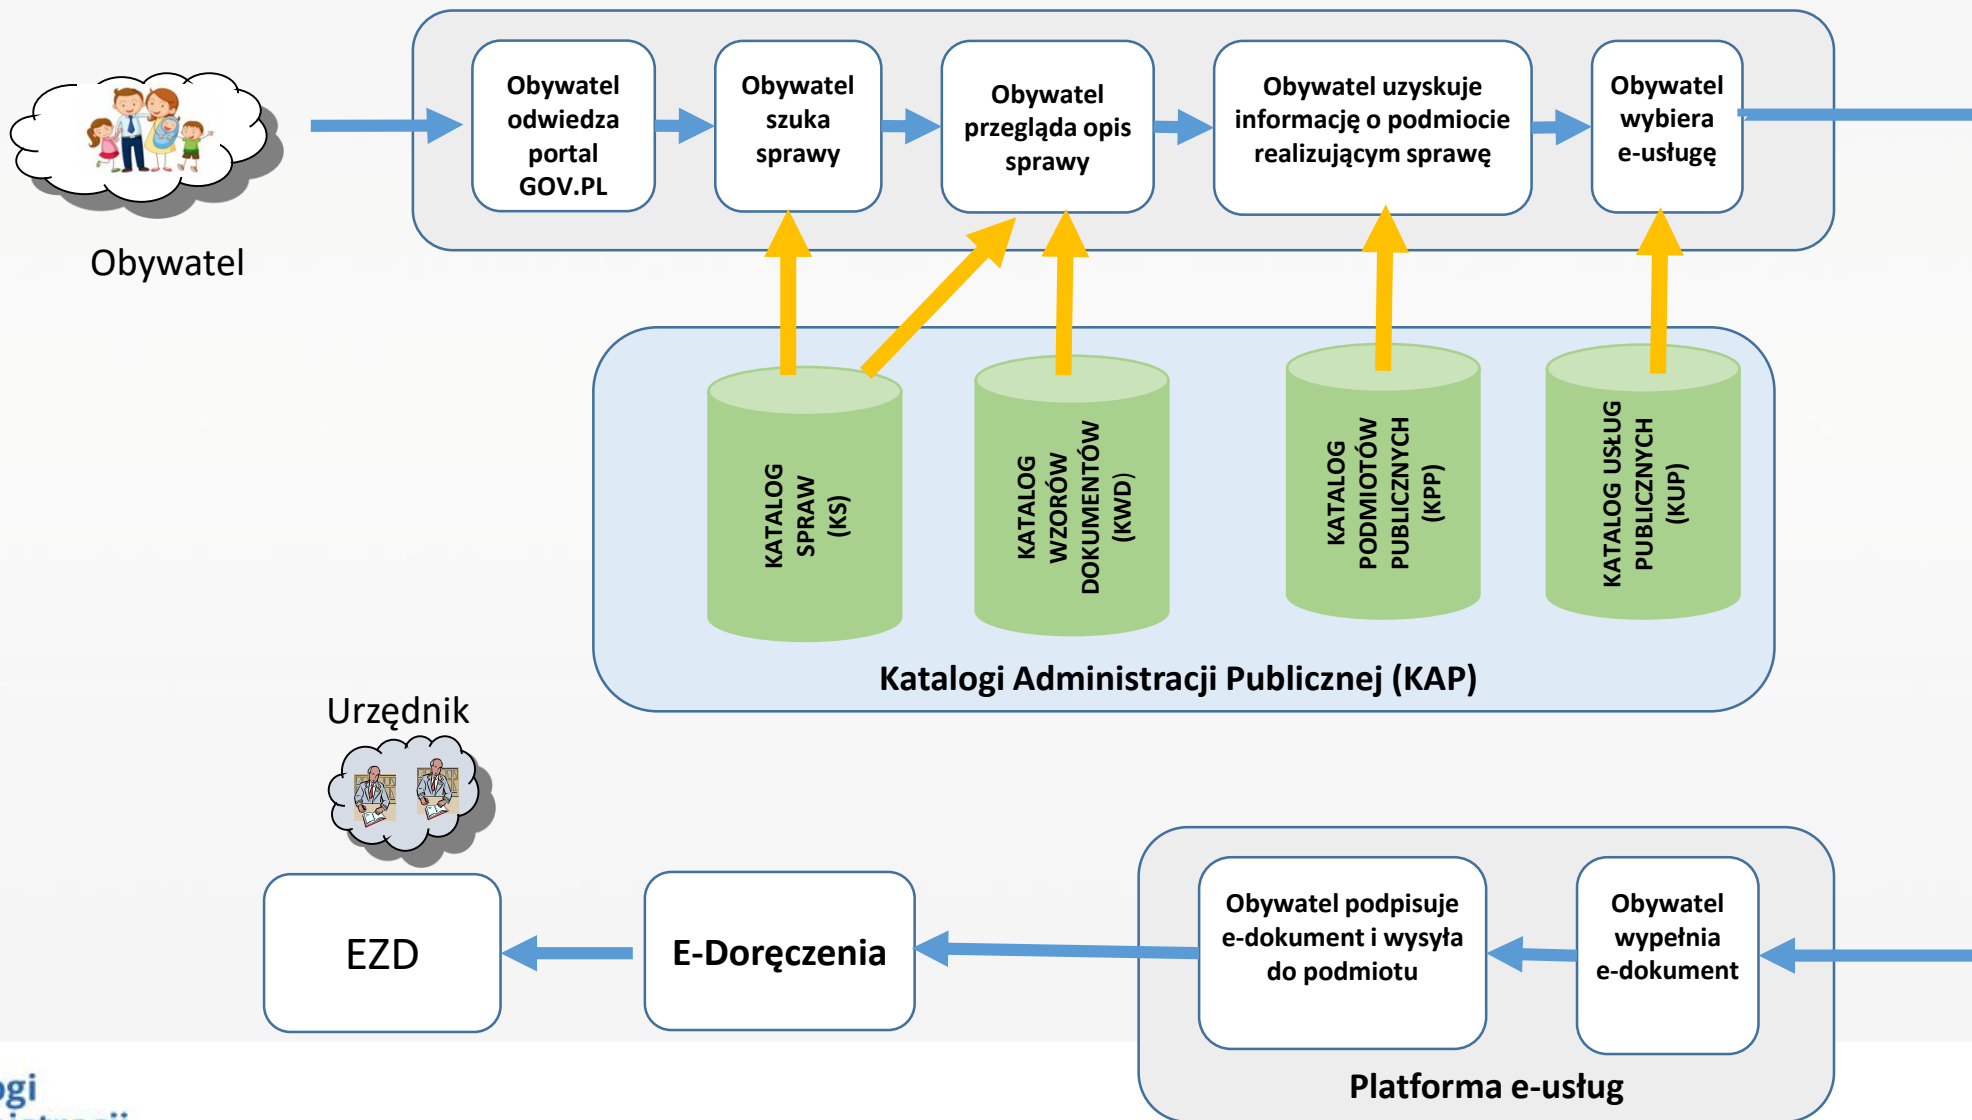 Obywatel
odwiedza
portal
GOV.PL
Obywatel
szuka
sprawy
Obywatel
przegląda opis
sprawy
Obywatel uzyskuje
informację o podmiocie
realizującym sprawę
Obywatel
wybiera
e-usługę
Obywatel
KATALOG
SPRAW
(KS)
KATALOG
WZORÓW
DOKUMENTÓW
(KWD)
KATALOG
PODMIOTÓW
PUBLICZNYCH
(KPP)
KATALOG USŁUG
PUBLICZNYCH
(KUP)
Katalogi Administracji Publicznej (KAP)
Urzędnik
EZD
E-Doręczenia
Obywatel podpisuje
e-dokument i wysyła
do podmiotu
Obywatel
wypełnia
e-dokument
Platforma e-usług